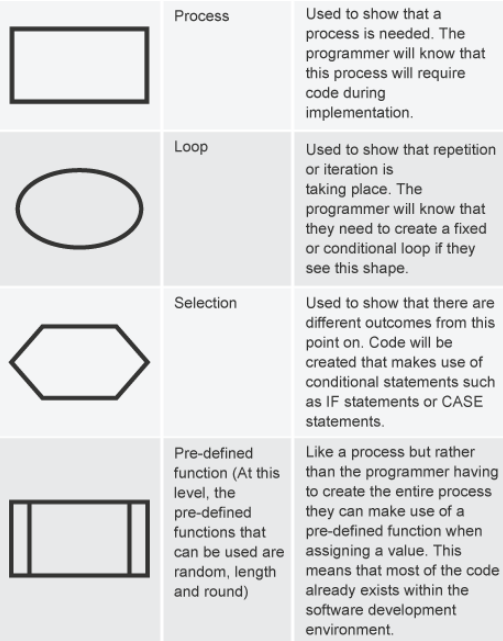 Process
Used to show that a
process is needed. The
programmer will know that
this process will require
code during
implementation.
Loop
Used to show that repetition
or iteration is
taking place. The
programmer will know that
they need to create a fixed
or conditional loop if they
see this shape.
Selection
Used to show that there are
different outcomes from this
point on. Code will be
created that makes use of
conditional statements such
as IF statements or CASE
statements.
Pre-defined
function (At this
level, the
pre-defined
functions that
can be used are
random, length
and round)
Like a process but rather
than the programmer having
to create the entire process
they can make use of a
pre-defined function when
assigning a value. This
means that most of the code
already exists within the
software development
environment.